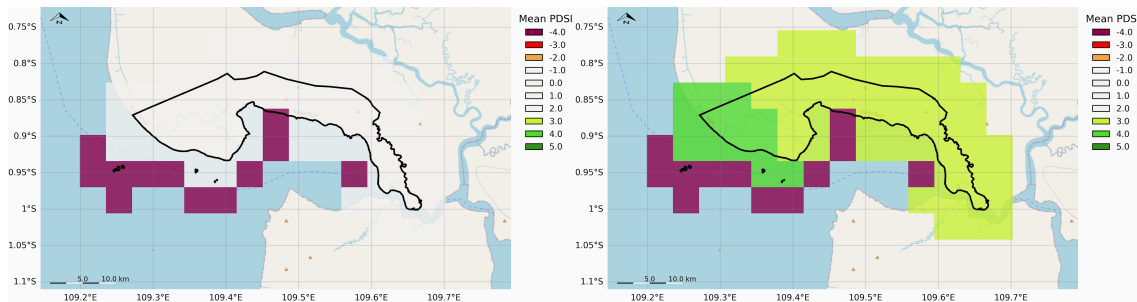 Mean PDSI
-4.0
-3.0
-2.0
-1.0
0.0
1.0
2.0
3.0
4.0
5.0
0.75°S
0.8°S
0.85°S
0.9°S
0.95°S
1°S
1.05°S
1.1°S
N
5.0 10.0 km
109.2°E 109.3°E 109.4°E 109.5°E 109.6°E 109.7°E
Mean PDS
-4.0
-3.0
-2.0
-1.0
0.0
1.0
2.0
3.0
4.0
5.0
0.75°S
0.8°S
0.85°S
0.9°S
0.95°S
1°S
1.05°S
1.1°S
N
5.0 10.0 km
109.2°E 109.3°E 109.4°E 109.5°E 109.6°E 109.7°E